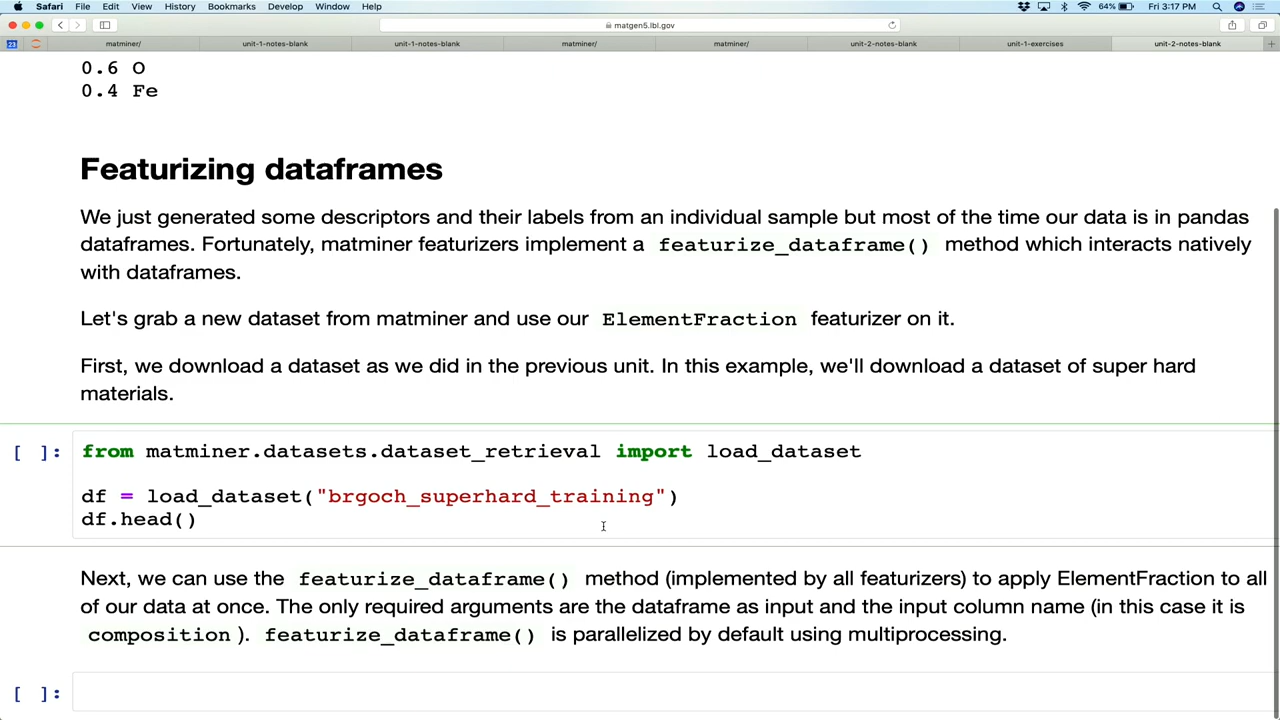 Safari File Edit View History Bookmarks Develop Window Help 64% Fri 3:17 PM
matgen5.lbl.gov
23 matminer/ unit-1-notes-blank unit-1-notes-blank matminer/ matminer/ unit-2-notes-blank unit-1-exercises unit-2-notes-blank +
0.6 O
0.4 Fe
Featurizing dataframes
We just generated some descriptors and their labels from an individual sample but most of the time our data is in pandas
dataframes. Fortunately, matminer featurizers implement a featurize_dataframe() method which interacts natively
with dataframes.
Let's grab a new dataset from matminer and use our ElementFraction featurizer on it.
First, we download a dataset as we did in the previous unit. In this example, we'll download a dataset of super hard
materials.
[ ]: from matminer.datasets.dataset_retrieval import load_dataset
df = load_dataset("brgoch_superhard_training")
df.head()
Next, we can use the featurize_dataframe() method (implemented by all featurizers) to apply ElementFraction to all
of our data at once. The only required arguments are the dataframe as input and the input column name (in this case it is
composition ). featurize_dataframe() is parallelized by default using multiprocessing.
[ ]: